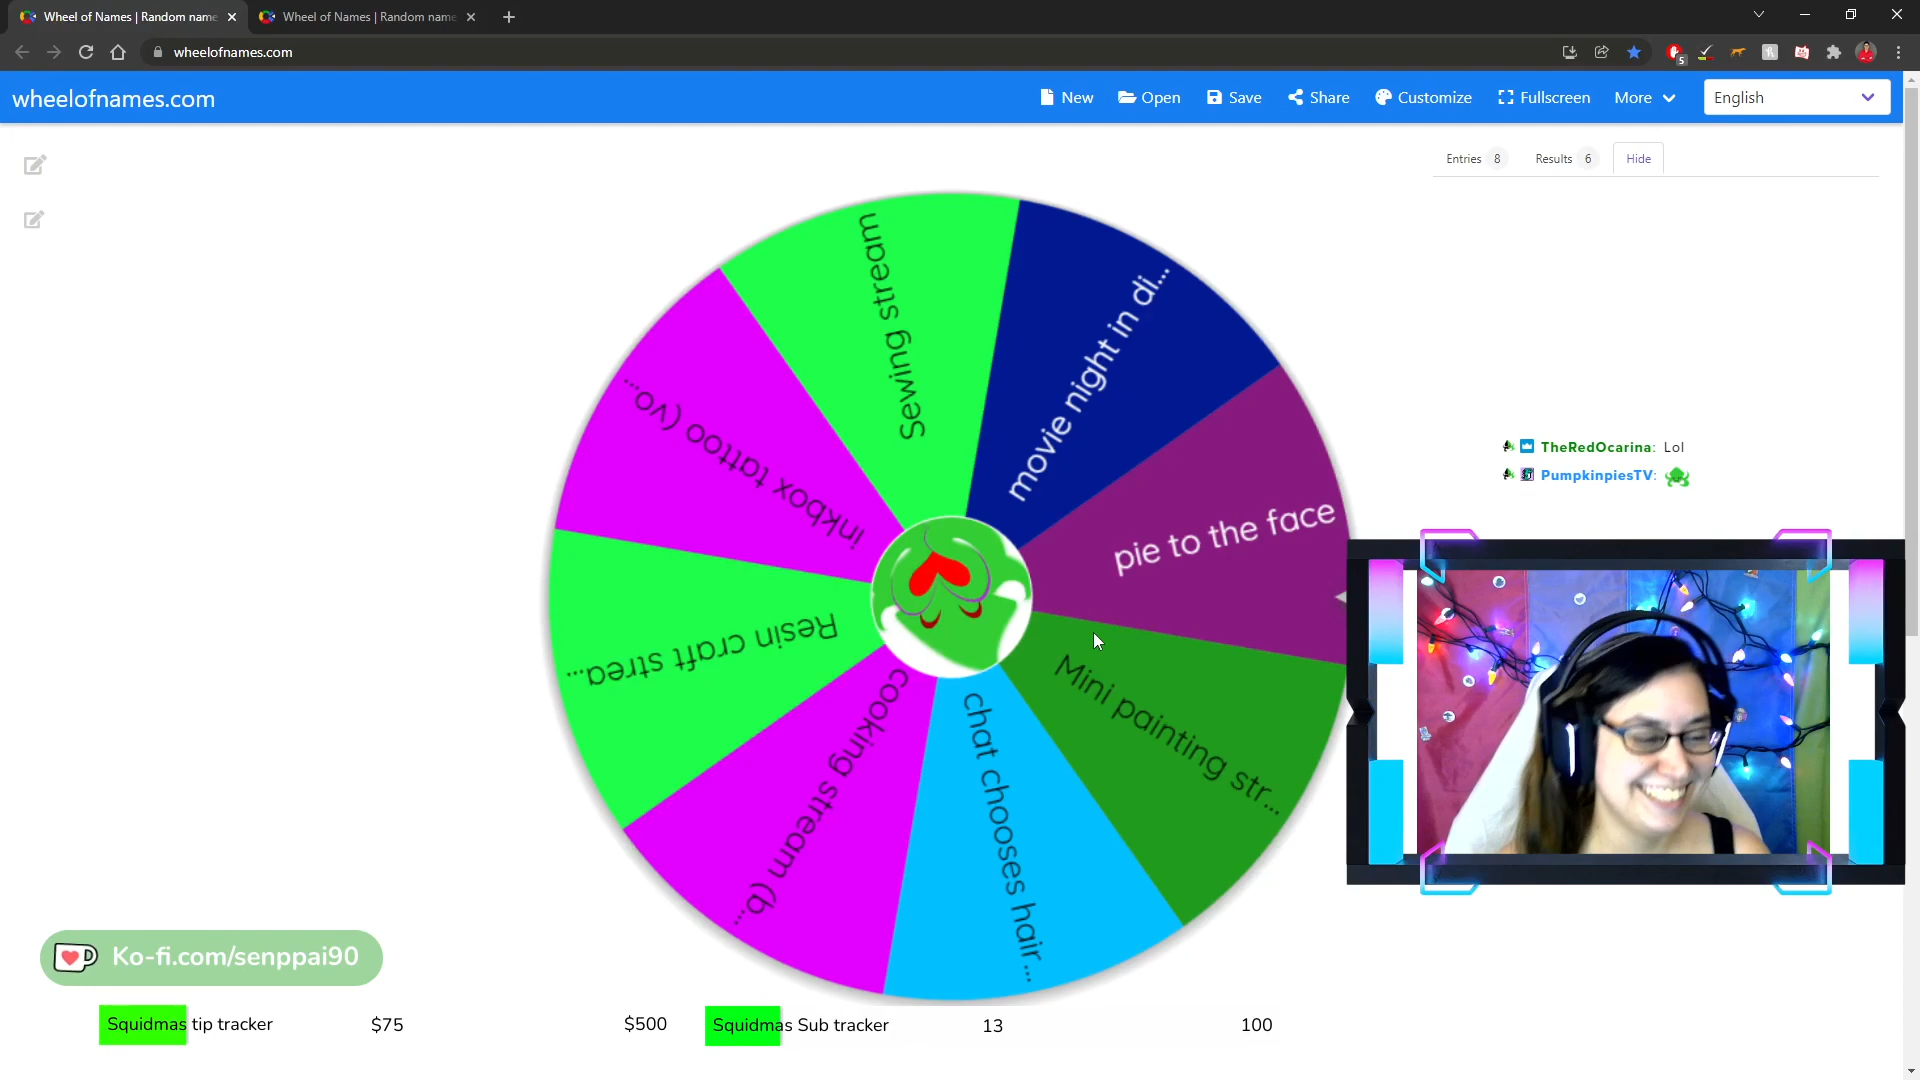 Wheel of Names | Random name
Wheel of Names | Random name
wheelofnames.com
5
wheelofnames.com
New
Open
Save
Share
Customize
Fullscreen
More
English
Entries 8
Results 6
Hide
Sewing stream
movie night in di...
pie to the face
Mini painting str...
chat chooses hair...
cooking stream (b...
Resin craft strea...
inkbox tattoo (vo...
TheRedOcarina: Lol
PumpkinpiesTV:
D Ko-fi.com/senppai90
Squidmas tip tracker $75 $500
Squidmas Sub tracker 13 100